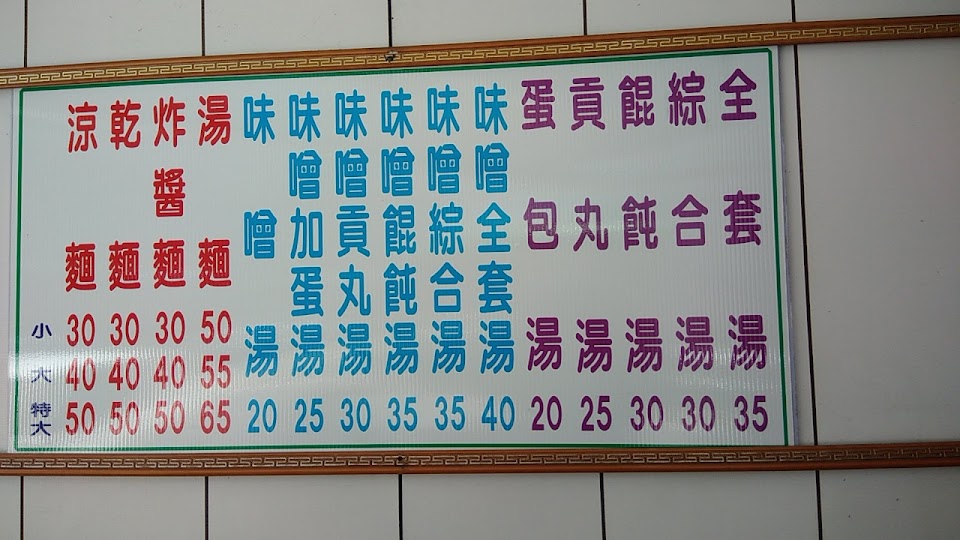 小
大
特大
涼麵 30 40 50
乾麵 30 40 50
炸醬麵 30 40 50
湯麵 50 55 65
味噌湯 20
味噌加蛋湯 25
味噌貢丸湯 30
味噌餛飩湯 35
味噌綜合湯 35
味噌全套湯 40
蛋包湯 20
貢丸湯 25
餛飩湯 30
綜合湯 30
全套湯 35